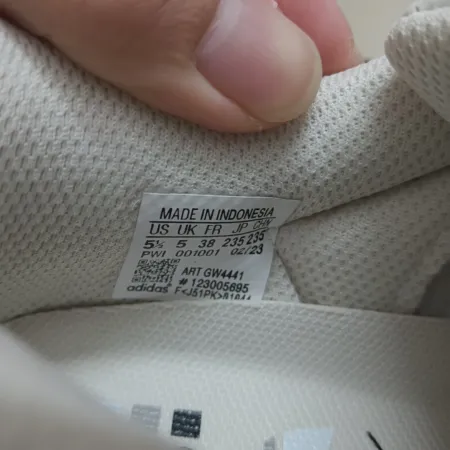 MADE IN INDONESIA
US UK FR JP CHN
5½ 5 38 235 235
PWI 001001 02/23
ART GW4441
# 123005695
adidas